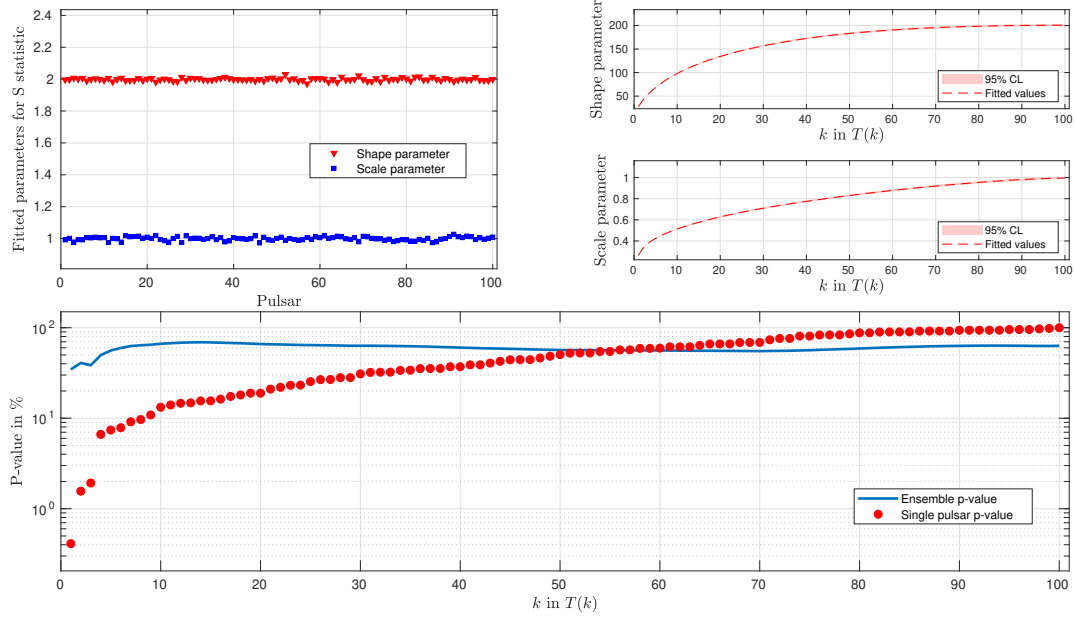 Fitted parameters for S statistic
2.4
2.2
2
1.8
1.6
1.4
1.2
1
0 20 40 60 80 100
Pulsar
Shape parameter
Scale parameter
Shape parameter
200
150
100
50
0 10 20 30 40 50 60 70 80 90 100
k in T(k)
95% CL
Fitted values
Scale parameter
1
0.8
0.6
0.4
0 10 20 30 40 50 60 70 80 90 100
k in T(k)
95% CL
Fitted values
P-value in %
10²
10¹
10⁰
0 10 20 30 40 50 60 70 80 90 100
k in T(k)
Ensemble p-value
Single pulsar p-value